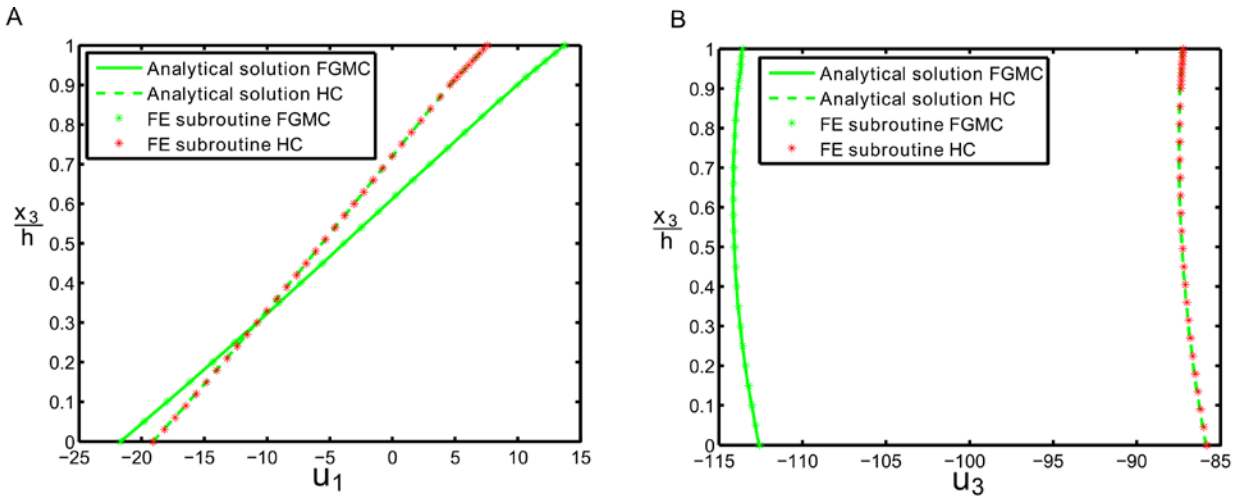 A
1
0.9
0.8
0.7
0.6
x3/h
0.5
0.4
0.3
0.2
0.1
0
−25 −20 −15 −10 −5 0 5 10 15
u1
Analytical solution FGMC
Analytical solution HC
FE subroutine FGMC
FE subroutine HC
B
1
0.9
0.8
0.7
0.6
x3/h
0.5
0.4
0.3
0.2
0.1
0
−115 −110 −105 −100 −95 −90 −85
u3
Analytical solution FGMC
Analytical solution HC
FE subroutine FGMC
FE subroutine HC